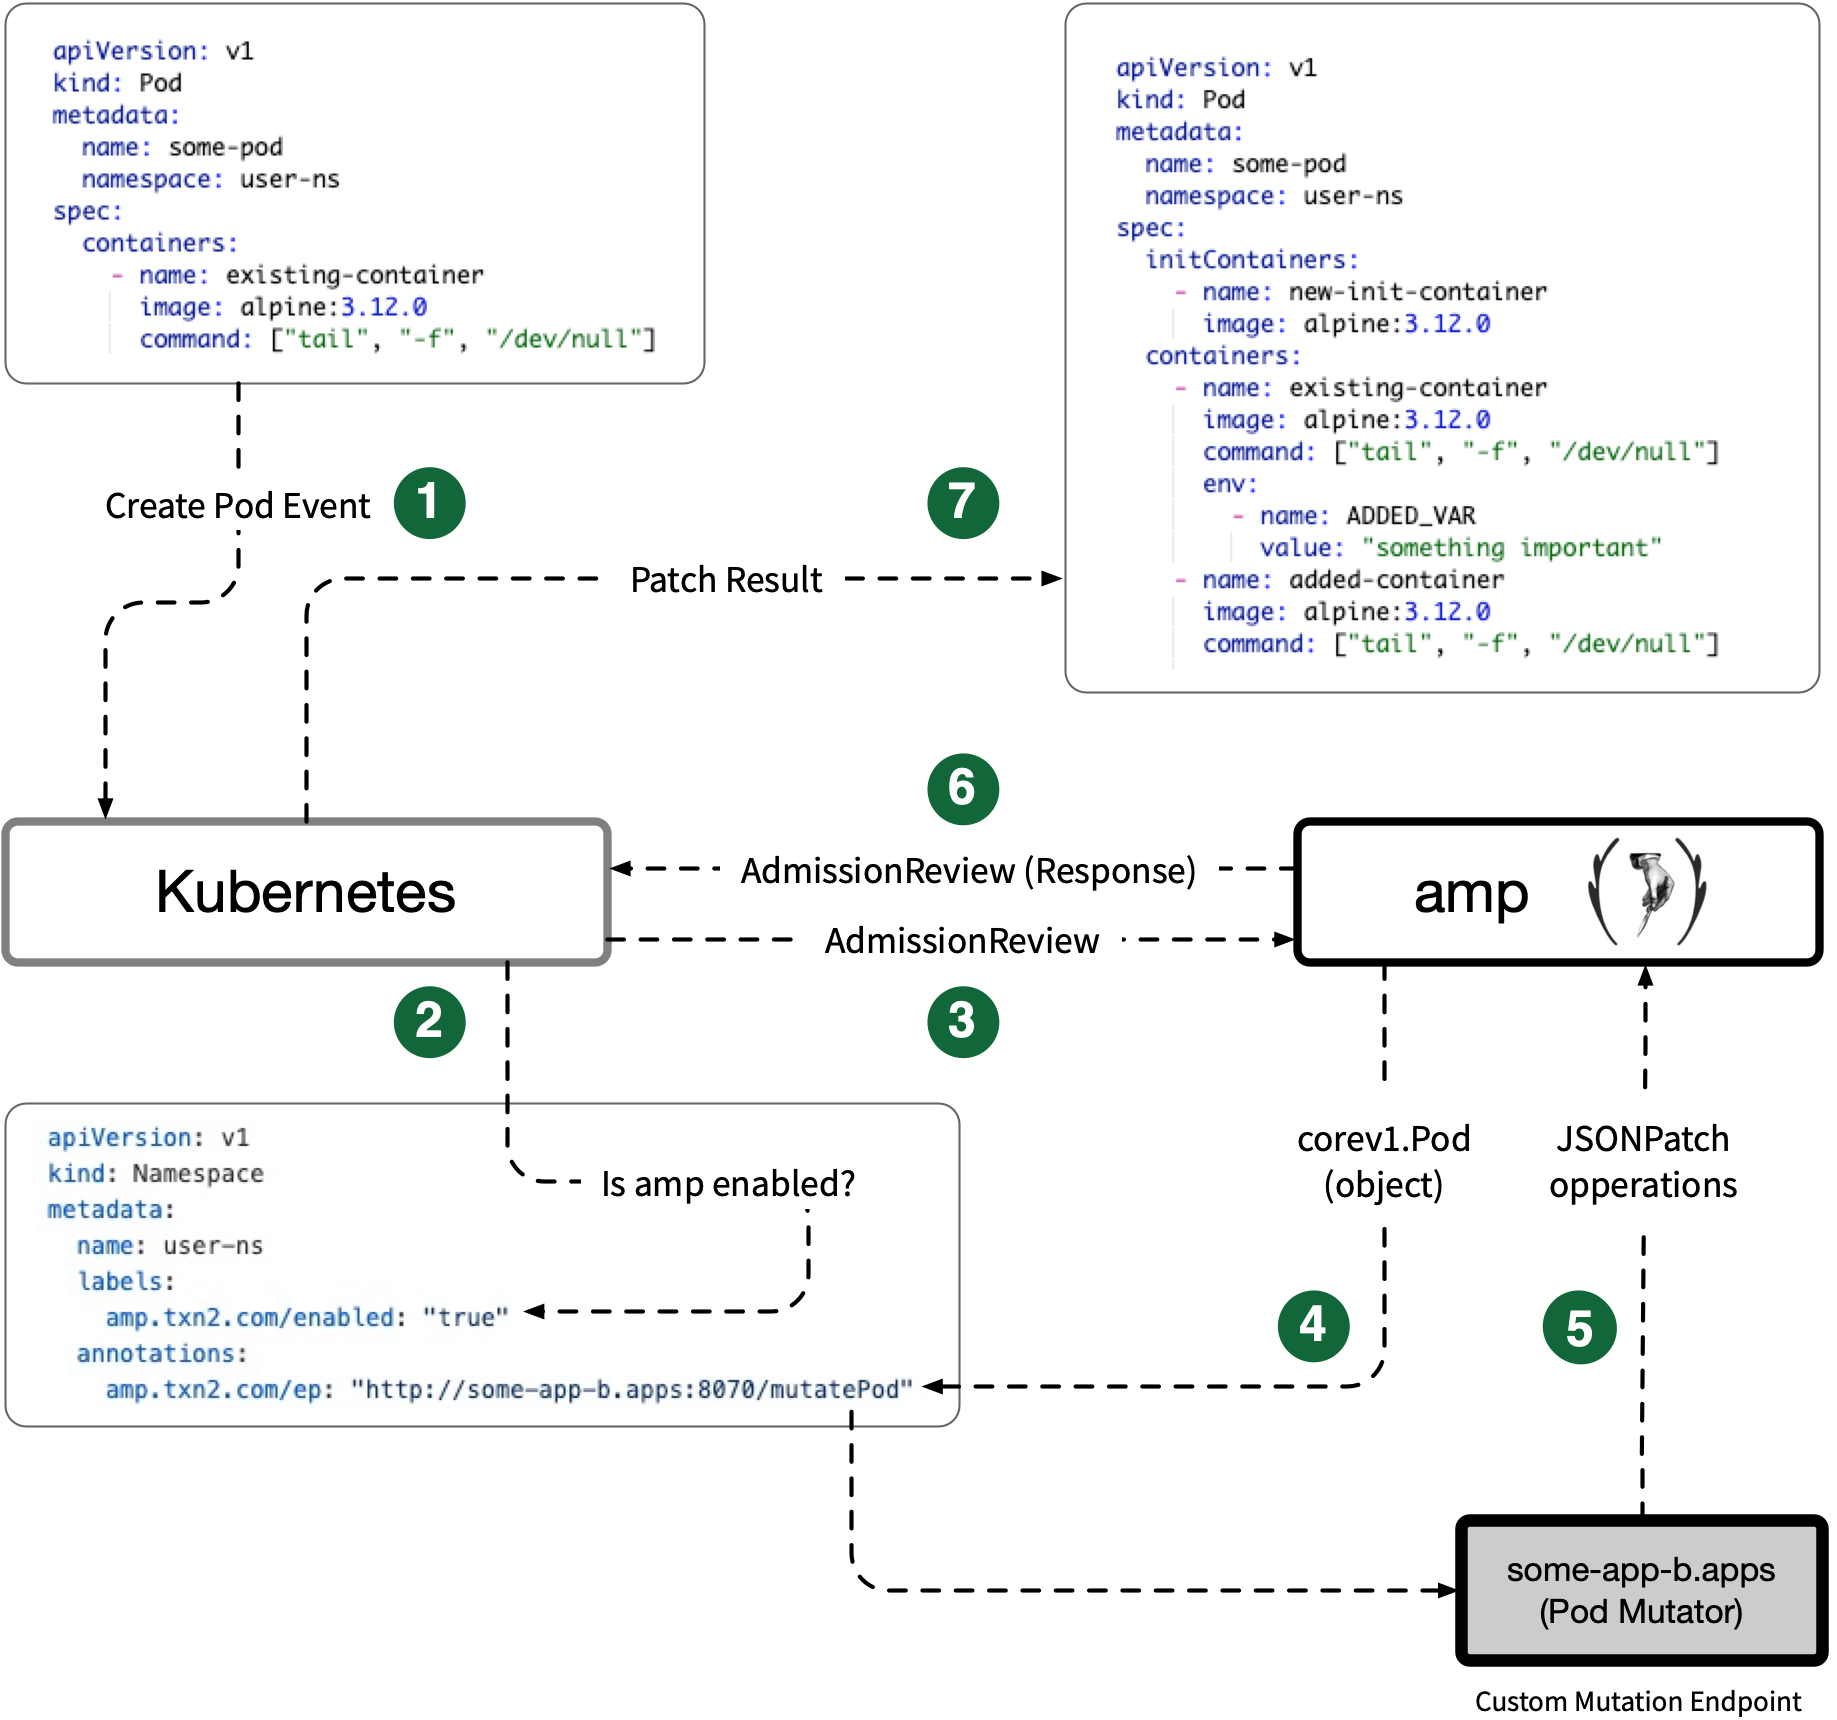 apiVersion: v1
kind: Pod
metadata:
  name: some-pod
  namespace: user-ns
spec:
  containers:
    - name: existing-container
      image: alpine:3.12.0
      command: ["tail", "-f", "/dev/null"]
Create Pod Event
1
7
Patch Result
apiVersion: v1
kind: Pod
metadata:
  name: some-pod
  namespace: user-ns
spec:
  initContainers:
    - name: new-init-container
      image: alpine:3.12.0
  containers:
    - name: existing-container
      image: alpine:3.12.0
      command: ["tail", "-f", "/dev/null"]
      env:
        - name: ADDED_VAR
          value: "something important"
    - name: added-container
      image: alpine:3.12.0
      command: ["tail", "-f", "/dev/null"]
6
Kubernetes
AdmissionReview (Response)
AdmissionReview
amp
2
3
apiVersion: v1
kind: Namespace
metadata:
  name: user-ns
  labels:
    amp.txn2.com/enabled: "true"
  annotations:
    amp.txn2.com/ep: "http://some-app-b.apps:8070/mutatePod"
Is amp enabled?
corev1.Pod
(object)
JSONPatch
opperations
4
5
some-app-b.apps
(Pod Mutator)
Custom Mutation Endpoint